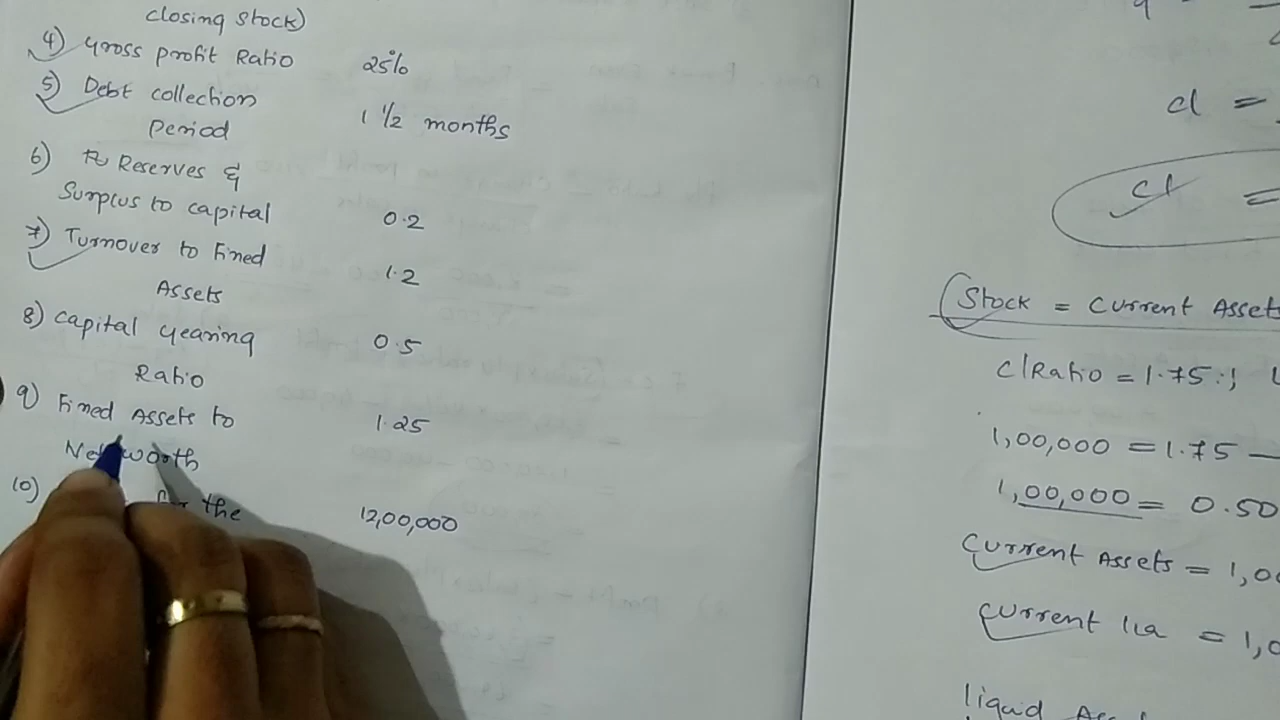 closing stock)
4) Gross profit Ratio 25%
5) Debt collection
Period 1 1/2 months
6) Reserves &
Surplus to capital 0.2
7) Turnover to Fixed
Assets 1.2
8) capital gearing
Ratio 0.5
9) Fixed Assets to
Networth 1.25
10) for the 12,00,000
cl =
cl =
Stock = Current Assets
C/Ratio = 1.75:1
1,00,000 = 1.75 —
1,00,000 = 0.50
Current Assets = 1,00
Current lia = 1,0
liquid